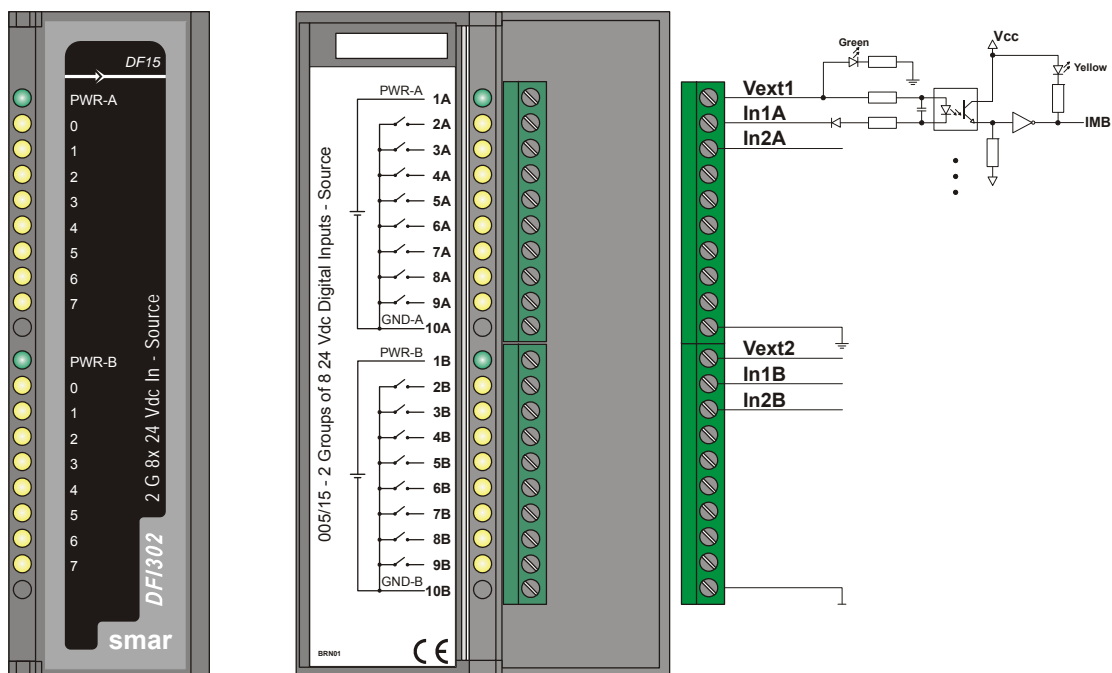 DF15
PWR-A
0
1
2
3
4
5
6
7
PWR-B
0
1
2
3
4
5
6
7
2 G 8x 24 Vdc In - Source
DFI302
smar
005/15 - 2 Groups of 8 24 Vdc Digital Inputs - Source
PWR-A
1A
2A
3A
4A
5A
6A
7A
8A
9A
GND-A
10A
PWR-B
1B
2B
3B
4B
5B
6B
7B
8B
9B
GND-B
10B
BRN01
CE
Vext1
In1A
In2A
Vext2
In1B
In2B
Green
Vcc
Yellow
IMB